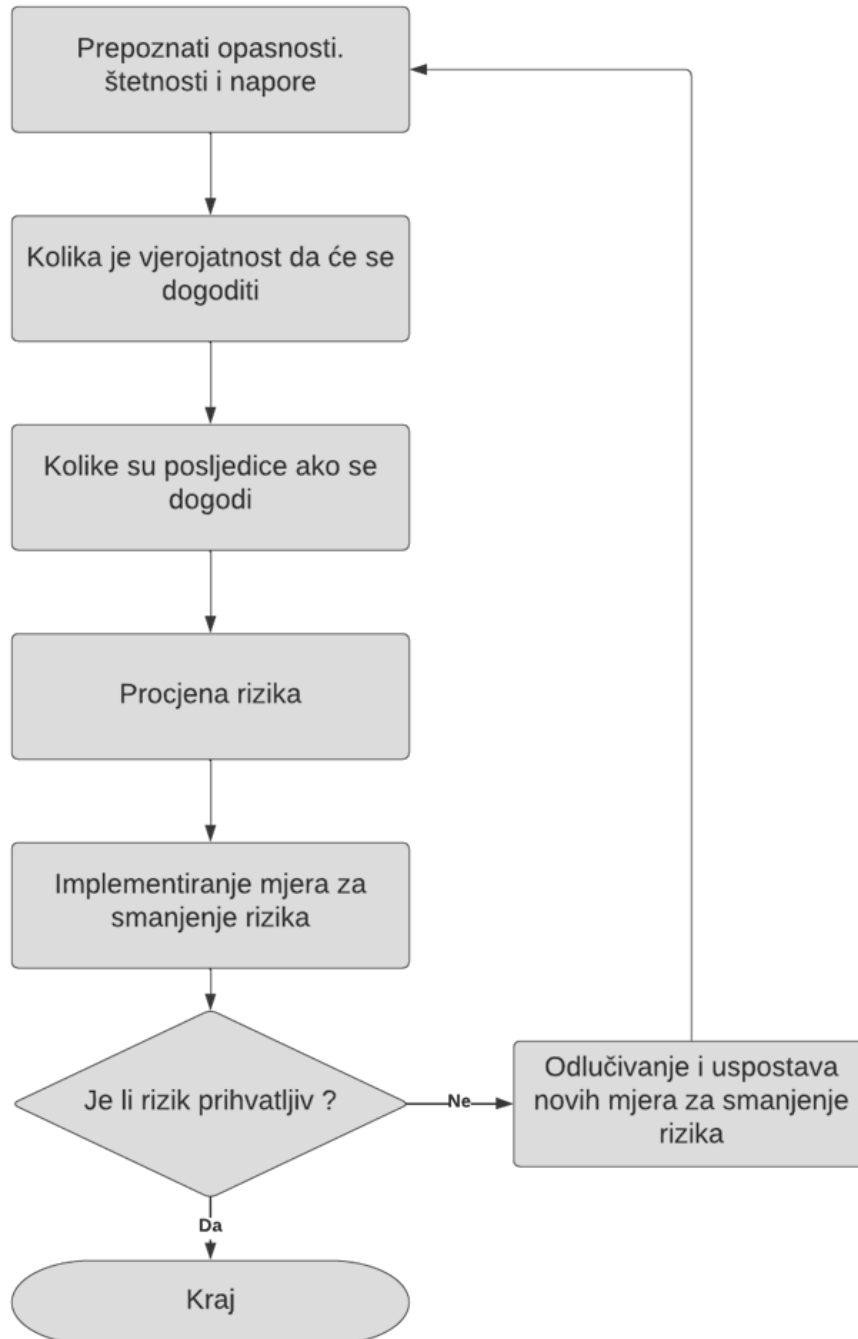 Prepoznati opasnosti.
štetnosti i napore
Kolika je vjerojatnost da će se
dogoditi
Kolike su posljedice ako se
dogodi
Procjena rizika
Implementiranje mjera za
smanjenje rizika
Je li rizik prihvatljiv ?
Ne
Odlučivanje i uspostava
novih mjera za smanjenje
rizika
Da
Kraj